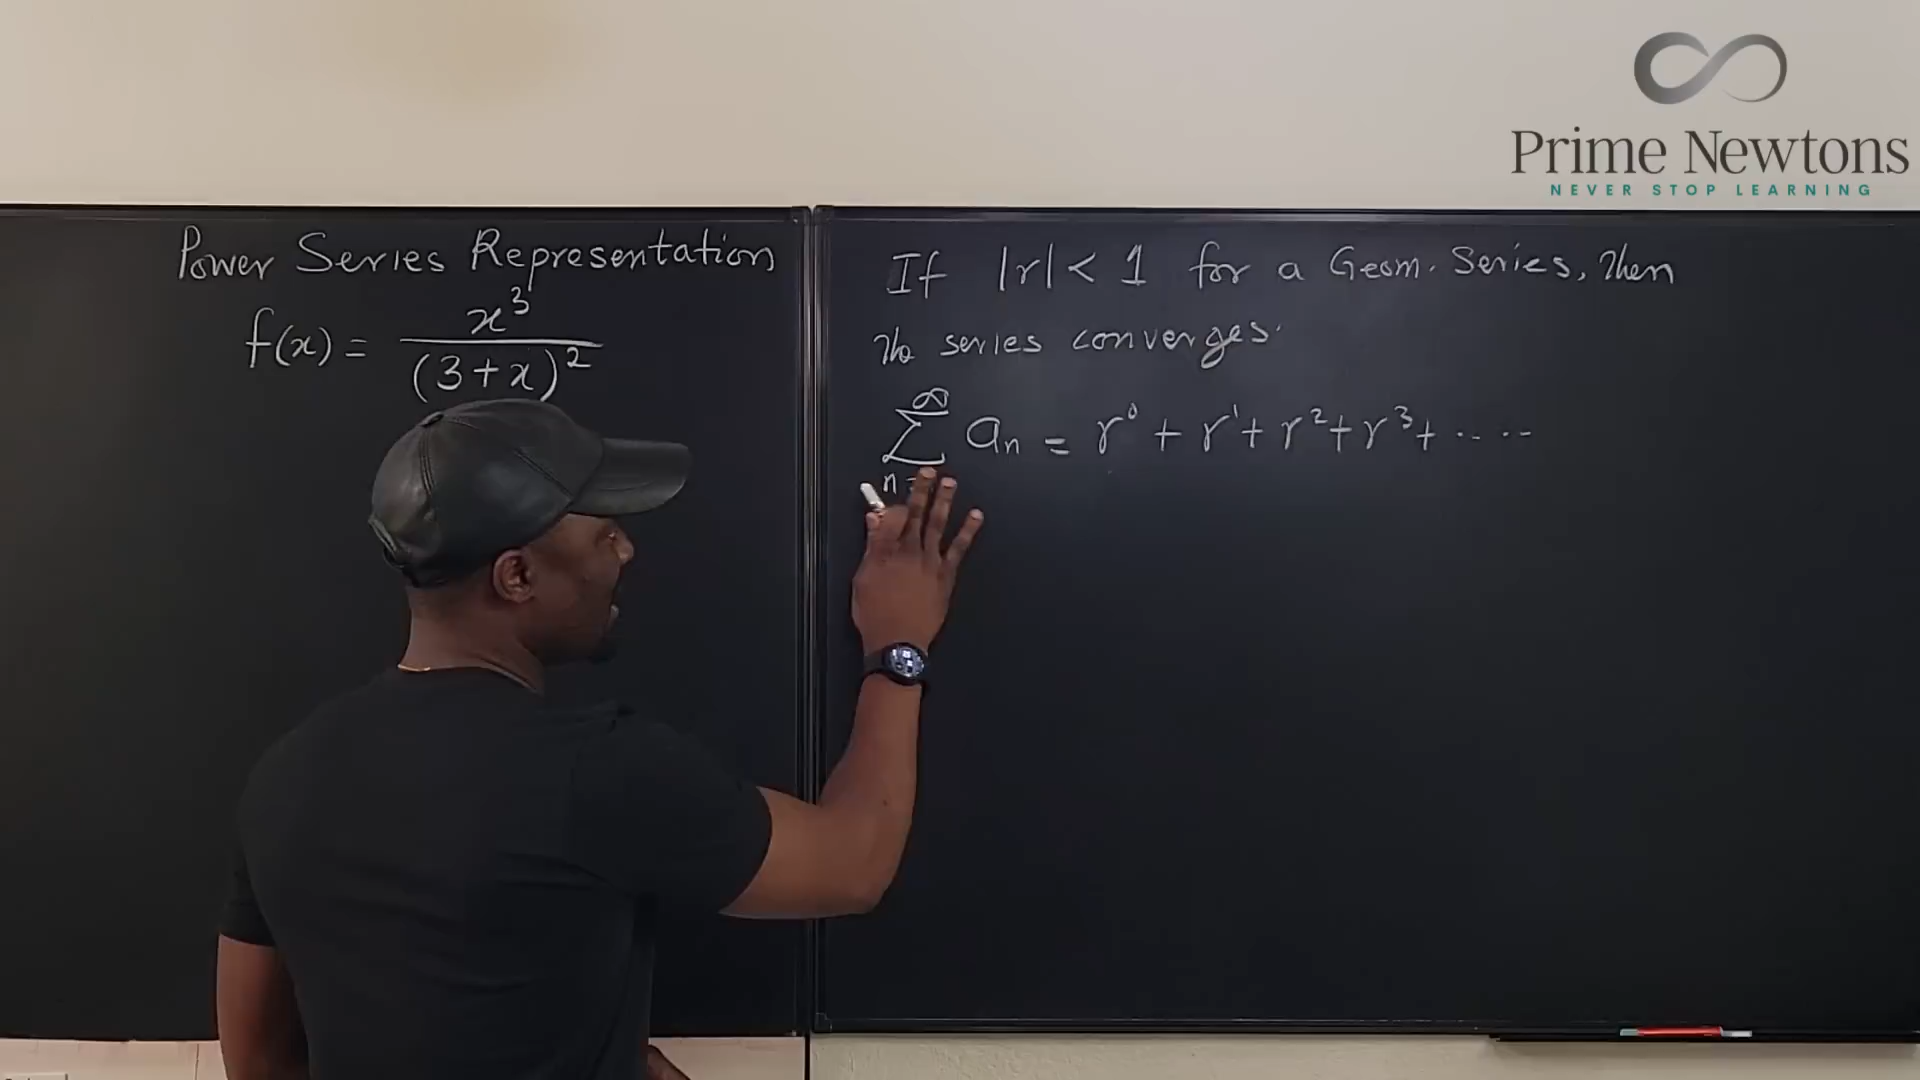 Prime Newtons
NEVER STOP LEARNING
Power Series Representation
f(x) = x³ / (3+x)²
If |r| < 1 for a Geom. Series, then
the series converges.
∞
∑ aₙ = r⁰ + r¹ + r² + r³ + ....
n =